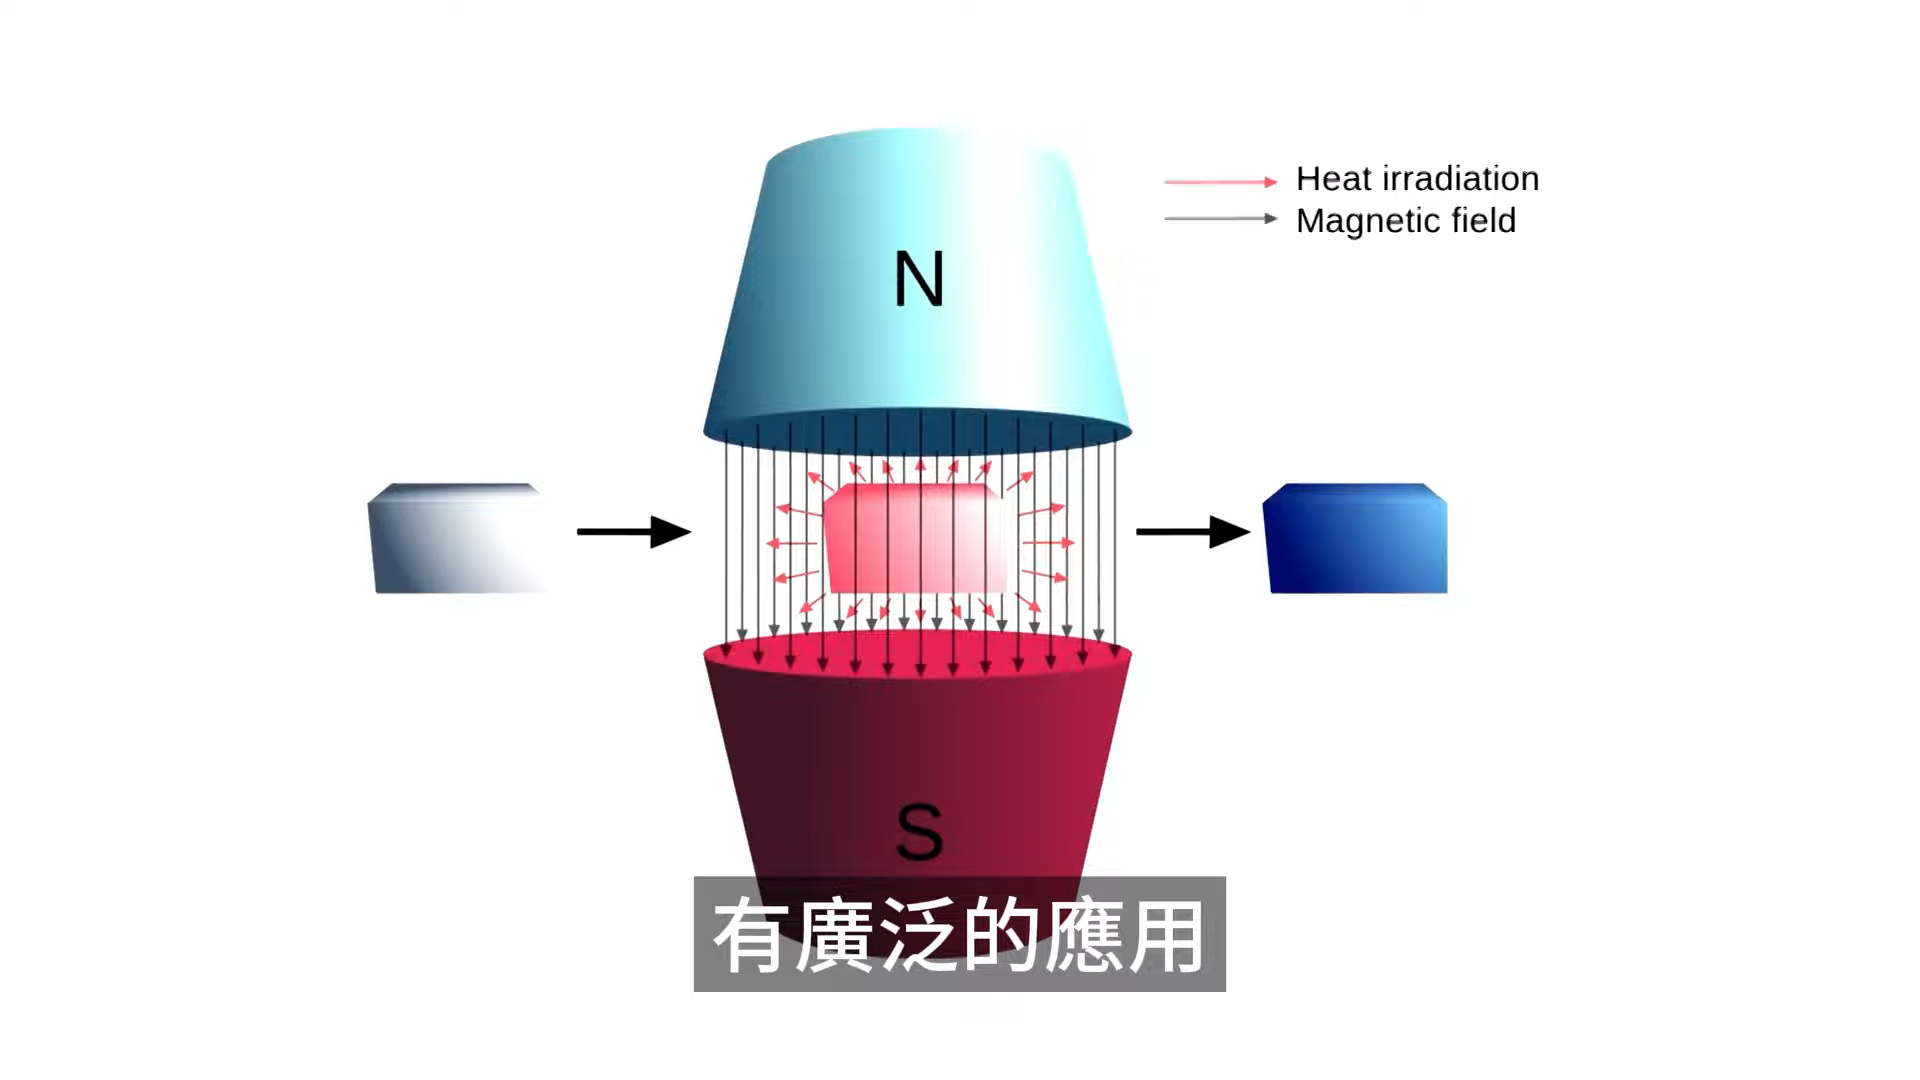 N
Heat irradiation
Magnetic field
S
有廣泛的應用